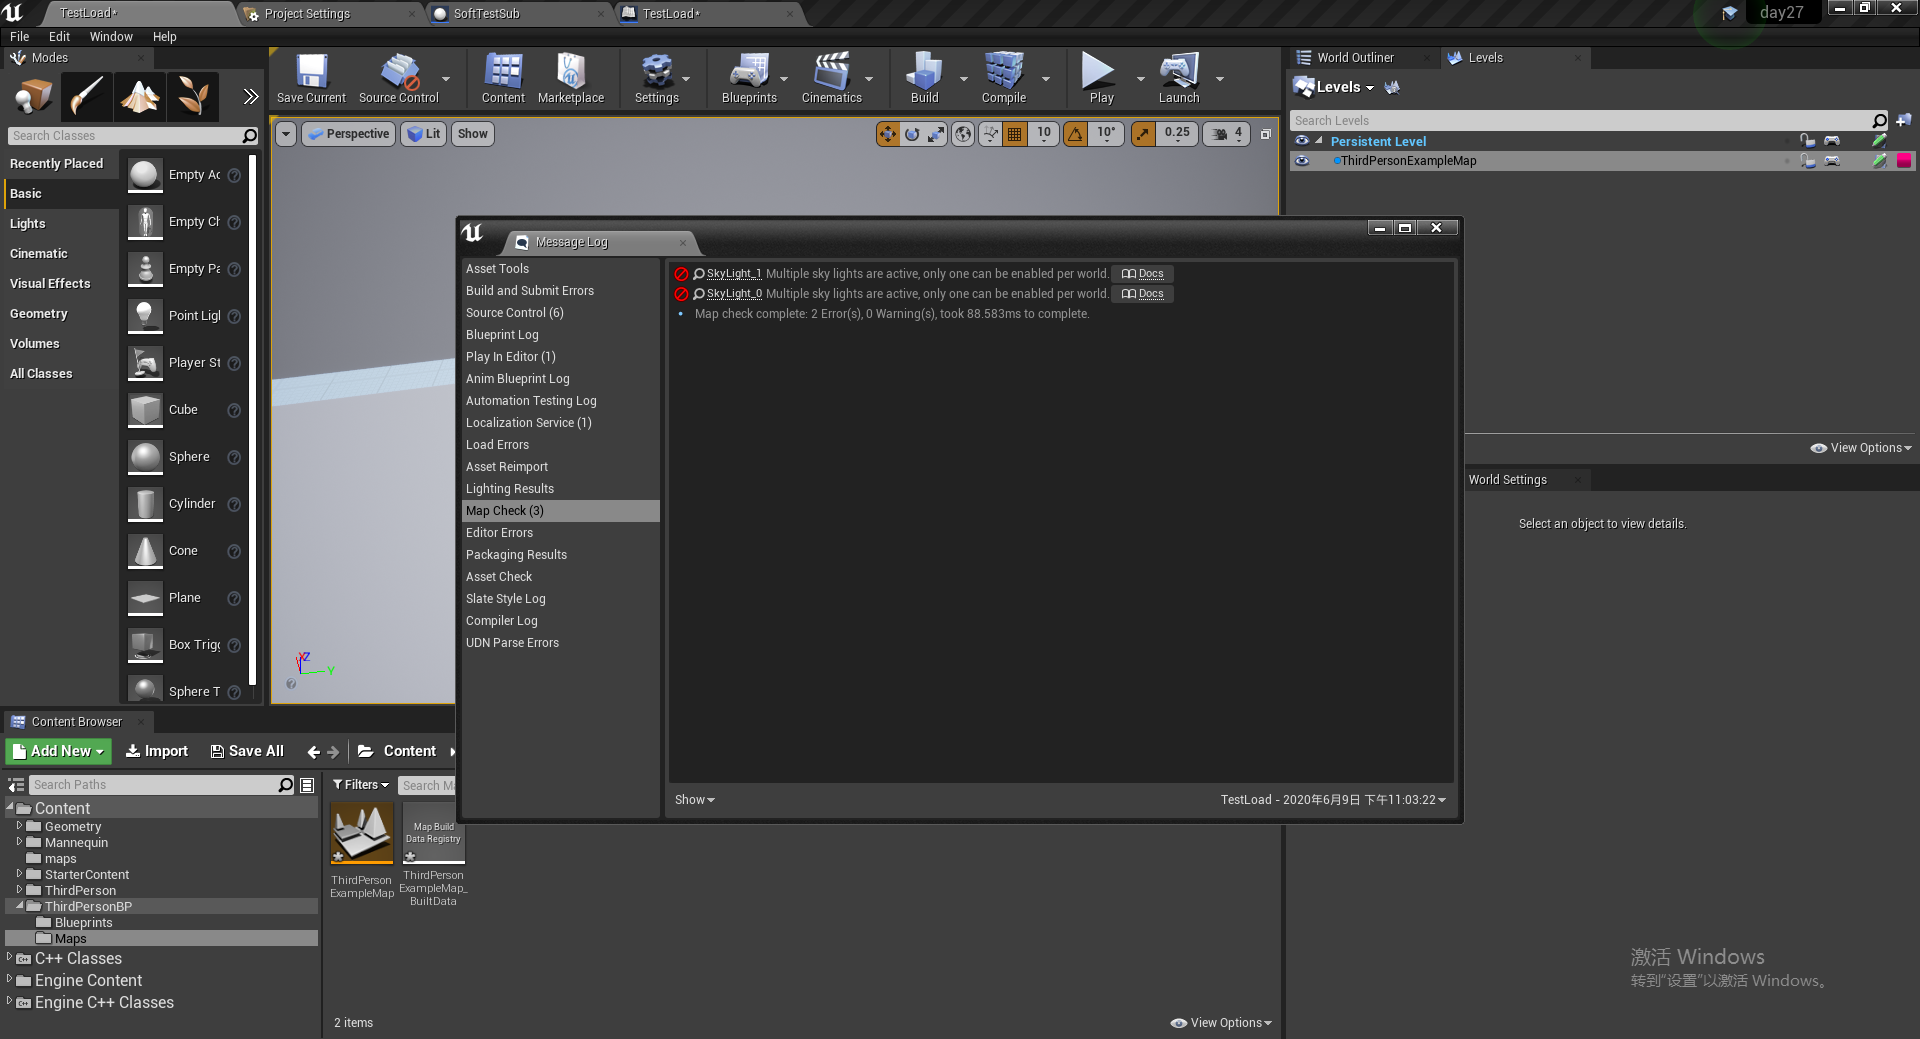 TestLoad*
Project Settings
SoftTestSub
TestLoad*
day27
File Edit Window Help
Modes
Save Current
Source Control
Content
Marketplace
Settings
Blueprints
Cinematics
Build
Compile
Play
Launch
World Outliner
Levels
Levels
Search Classes
Perspective
Lit
Show
10
10°
0.25
4
Search Levels
Persistent Level
ThirdPersonExampleMap
Recently Placed
Basic
Lights
Cinematic
Visual Effects
Geometry
Volumes
All Classes
Empty Ac
Empty Ch
Empty Pa
Point Ligl
Player St
Cube
Sphere
Cylinder
Cone
Plane
Box Trigg
Sphere T
Z
Y
Message Log
Asset Tools
Build and Submit Errors
Source Control (6)
Blueprint Log
Play In Editor (1)
Anim Blueprint Log
Automation Testing Log
Localization Service (1)
Load Errors
Asset Reimport
Lighting Results
Map Check (3)
Editor Errors
Packaging Results
Asset Check
Slate Style Log
Compiler Log
UDN Parse Errors
SkyLight_1 Multiple sky lights are active, only one can be enabled per world. Docs
SkyLight_0 Multiple sky lights are active, only one can be enabled per world. Docs
Map check complete: 2 Error(s), 0 Warning(s), took 88.583ms to complete.
Show
TestLoad - 2020年6月9日 下午11:03:22
View Options
World Settings
Select an object to view details.
Content Browser
Add New
Import
Save All
Content
Search Paths
Filters
Search Ma
Content
Geometry
Mannequin
maps
StarterContent
ThirdPerson
ThirdPersonBP
Blueprints
Maps
C++ Classes
Engine Content
Engine C++ Classes
ThirdPerson
ExampleMap
Map Build
Data Registry
ThirdPerson
ExampleMap_
BuiltData
2 items
View Options
激活 Windows
转到“设置”以激活 Windows。